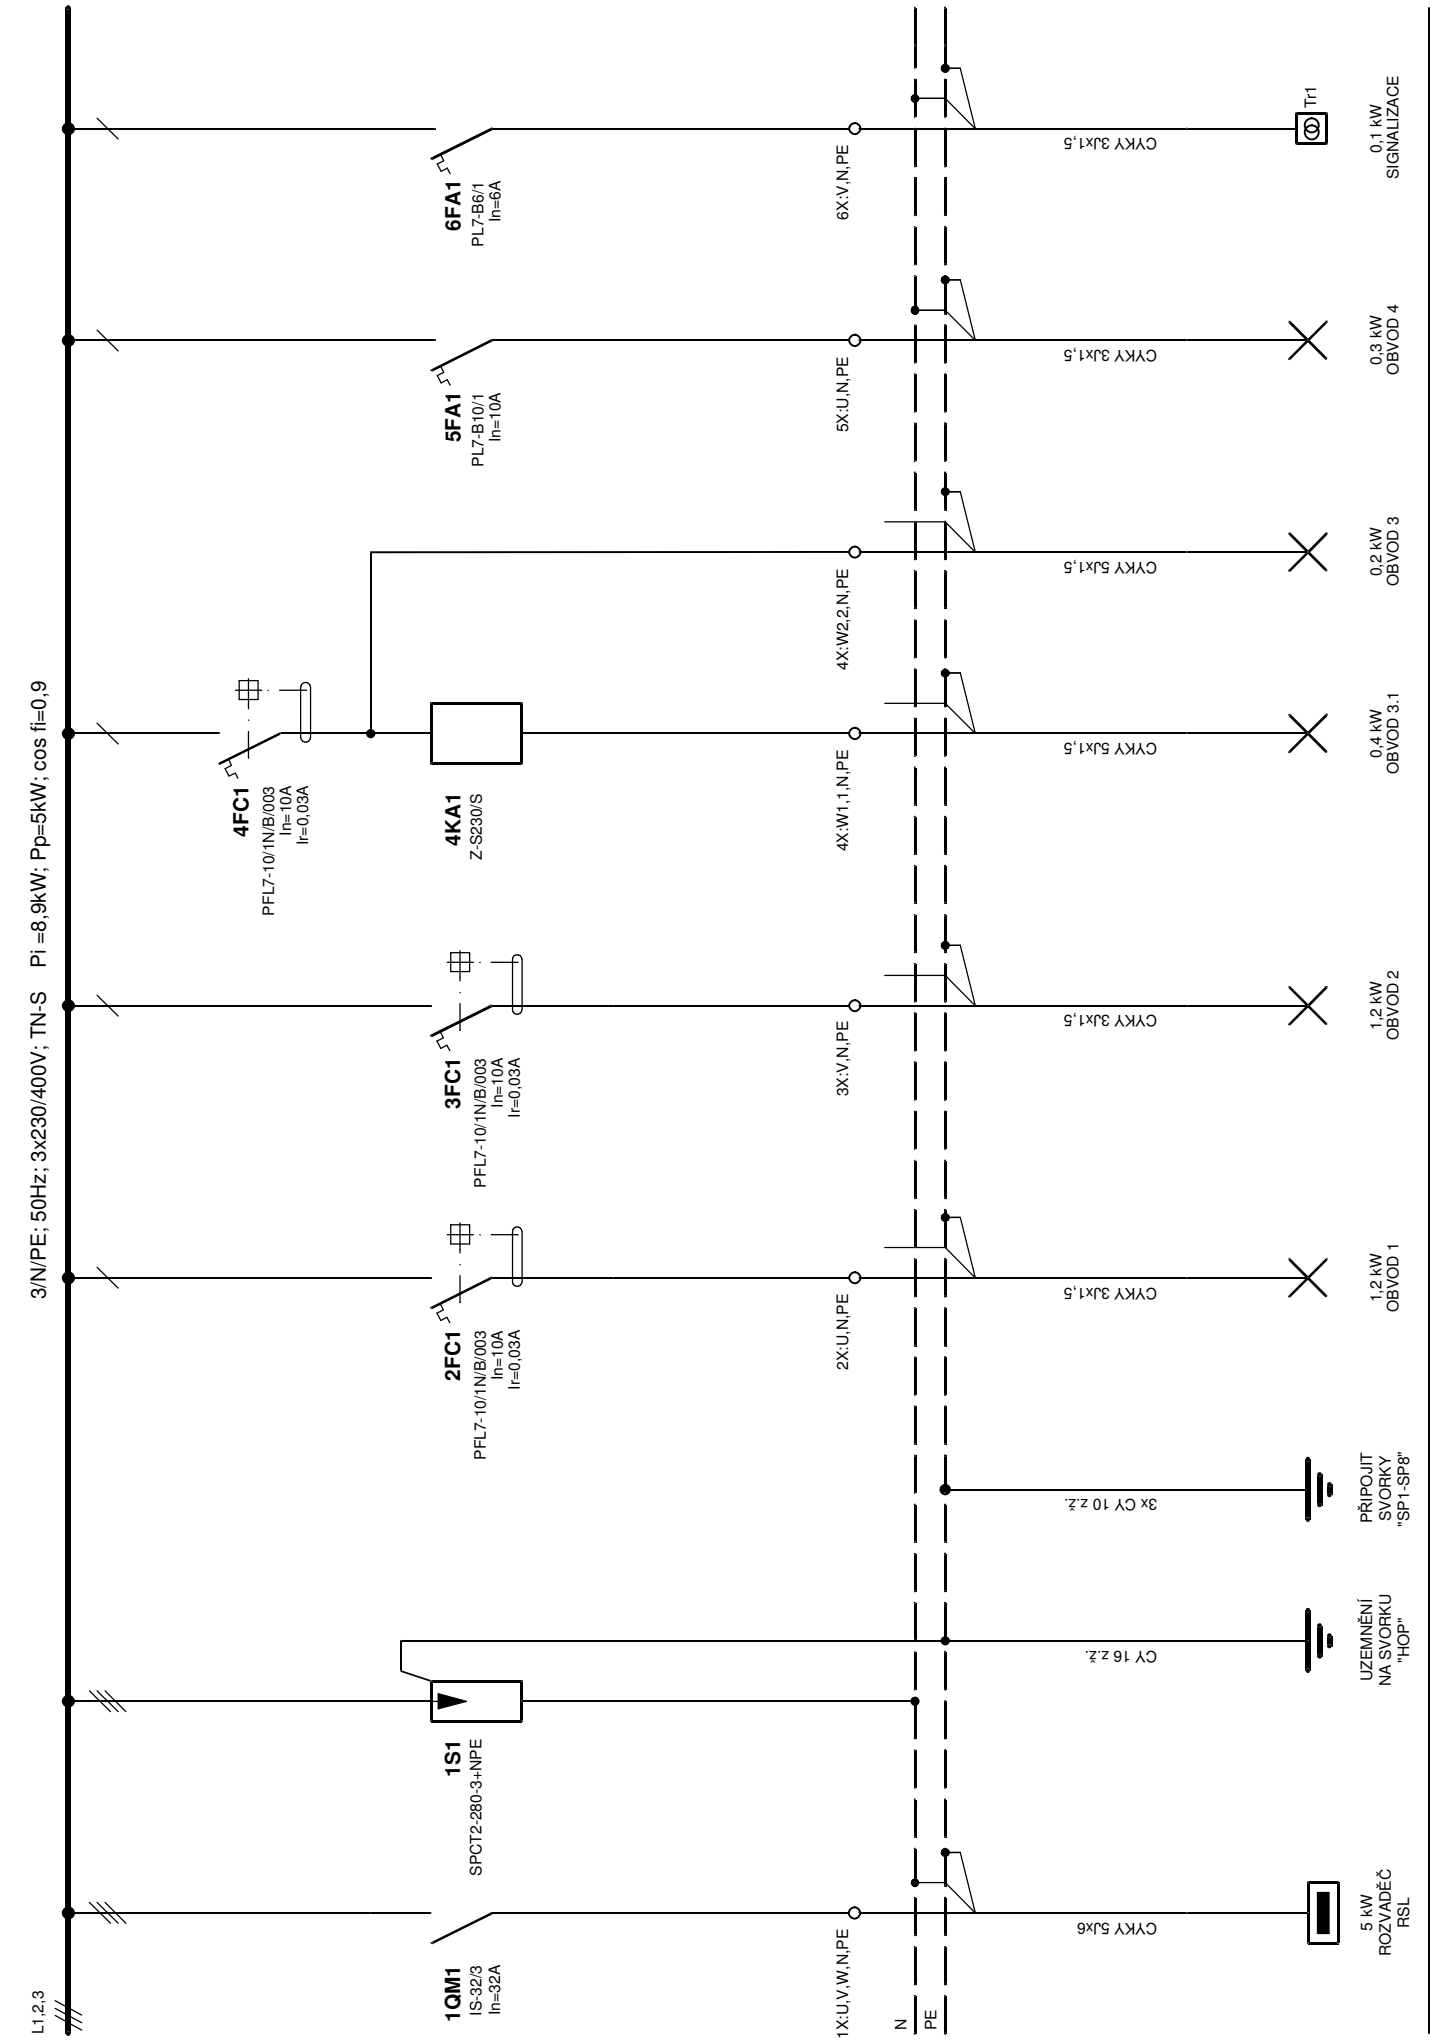 3/N/PE; 50Hz; 3x230/400V; TN-S Pi =8,9kW; Pp=5kW; cos fi=0,9
L1,2,3
1QM1
IS-32/3
In=32A
1X:U,V,W,N,PE
N
PE
CYKY 5Jx6
5 kW
ROZVADĚČ
RSL
1S1
SPCT2-280-3+NPE
CY 16 z.ž.
UZEMNĚNÍ
NA SVORKU
"HOP"
3x CY 10 z.ž.
PŘIPOJIT
SVORKY
"SP1-SP8"
2FC1
PFL7-10/1N/B/003
In=10A
Ir=0,03A
2X:U,N,PE
CYKY 3Jx1,5
1,2 kW
OBVOD 1
3FC1
PFL7-10/1N/B/003
In=10A
Ir=0,03A
3X:V,N,PE
CYKY 3Jx1,5
1,2 kW
OBVOD 2
4FC1
PFL7-10/1N/B/003
In=10A
Ir=0,03A
4KA1
Z-S230/S
4X:W1,1,N,PE
CYKY 5Jx1,5
0,4 kW
OBVOD 3.1
4X:W2,2,N,PE
CYKY 5Jx1,5
0,2 kW
OBVOD 3
5FA1
PL7-B10/1
In=10A
5X:U,N,PE
CYKY 3Jx1,5
0,3 kW
OBVOD 4
6FA1
PL7-B6/1
In=6A
6X:V,N,PE
CYKY 3Jx1,5
Tr1
0,1 kW
SIGNALIZACE